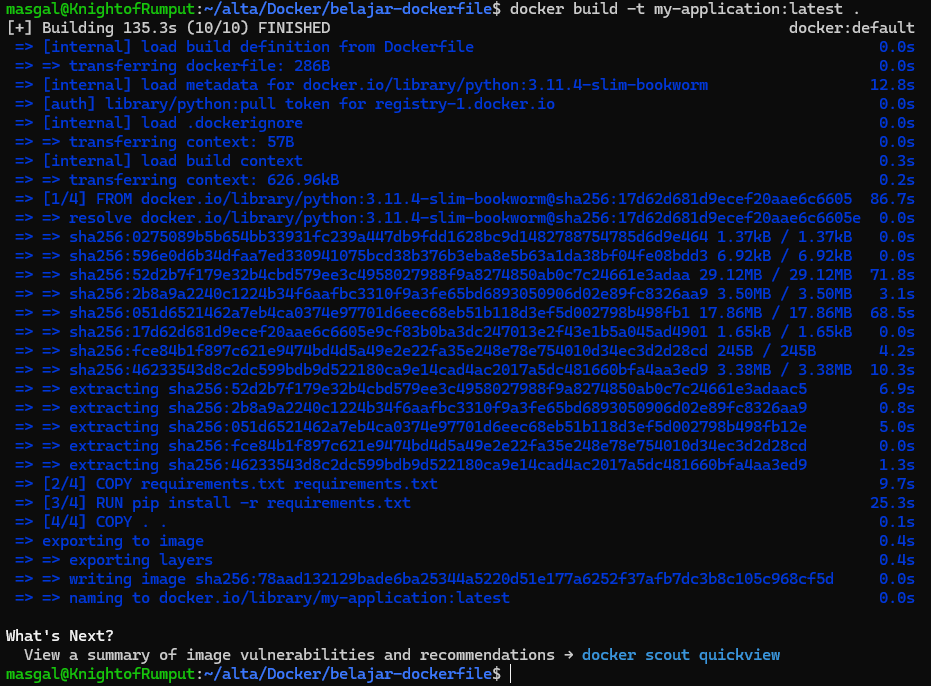 masgal@KnightofRumput:~/alta/Docker/belajar-dockerfile$ docker build -t my-application:latest .
[+] Building 135.3s (10/10) FINISHED docker:default
=> [internal] load build definition from Dockerfile 0.0s
=> => transferring dockerfile: 286B 0.0s
=> [internal] load metadata for docker.io/library/python:3.11.4-slim-bookworm 12.8s
=> [auth] library/python:pull token for registry-1.docker.io 0.0s
=> [internal] load .dockerignore 0.0s
=> => transferring context: 57B 0.0s
=> [internal] load build context 0.3s
=> => transferring context: 626.96kB 0.2s
=> [1/4] FROM docker.io/library/python:3.11.4-slim-bookworm@sha256:17d62d681d9ecef20aae6c6605 86.7s
=> => resolve docker.io/library/python:3.11.4-slim-bookworm@sha256:17d62d681d9ecef20aae6c6605e 0.0s
=> => sha256:0275089b5b654bb33931fc239a447db9fdd1628bc9d1482788754785d6d9e464 1.37kB / 1.37kB 0.0s
=> => sha256:596e0d6b34dfaa7ed330941075bcd38b376b3eba8e5b63a1da38bf04fe08bdd3 6.92kB / 6.92kB 0.0s
=> => sha256:52d2b7f179e32b4cbd579ee3c4958027988f9a8274850ab0c7c24661e3adaa 29.12MB / 29.12MB 71.8s
=> => sha256:2b8a9a2240c1224b34f6aafbc3310f9a3fe65bd6893050906d02e89fc8326aa9 3.50MB / 3.50MB 3.1s
=> => sha256:051d6521462a7eb4ca0374e97701d6eec68eb51b118d3ef5d002798b498fb1 17.86MB / 17.86MB 68.5s
=> => sha256:17d62d681d9ecef20aae6c6605e9cf83b0ba3dc247013e2f43e1b5a045ad4901 1.65kB / 1.65kB 0.0s
=> => sha256:fce84b1f897c621e9474bd4d5a49e2e22fa35e248e78e754010d34ec3d2d28cd 245B / 245B 4.2s
=> => sha256:46233543d8c2dc599bdb9d522180ca9e14cad4ac2017a5dc481660bfa4aa3ed9 3.38MB / 3.38MB 10.3s
=> => extracting sha256:52d2b7f179e32b4cbd579ee3c4958027988f9a8274850ab0c7c24661e3adaac5 6.9s
=> => extracting sha256:2b8a9a2240c1224b34f6aafbc3310f9a3fe65bd6893050906d02e89fc8326aa9 0.8s
=> => extracting sha256:051d6521462a7eb4ca0374e97701d6eec68eb51b118d3ef5d002798b498fb12e 5.0s
=> => extracting sha256:fce84b1f897c621e9474bd4d5a49e2e22fa35e248e78e754010d34ec3d2d28cd 0.0s
=> => extracting sha256:46233543d8c2dc599bdb9d522180ca9e14cad4ac2017a5dc481660bfa4aa3ed9 1.3s
=> [2/4] COPY requirements.txt requirements.txt 9.7s
=> [3/4] RUN pip install -r requirements.txt 25.3s
=> [4/4] COPY . . 0.1s
=> exporting to image 0.4s
=> => exporting layers 0.4s
=> => writing image sha256:78aad132129bade6ba25344a5220d51e177a6252f37afb7dc3b8c105c968cf5d 0.0s
=> => naming to docker.io/library/my-application:latest 0.0s
What's Next?
View a summary of image vulnerabilities and recommendations → docker scout quickview
masgal@KnightofRumput:~/alta/Docker/belajar-dockerfile$